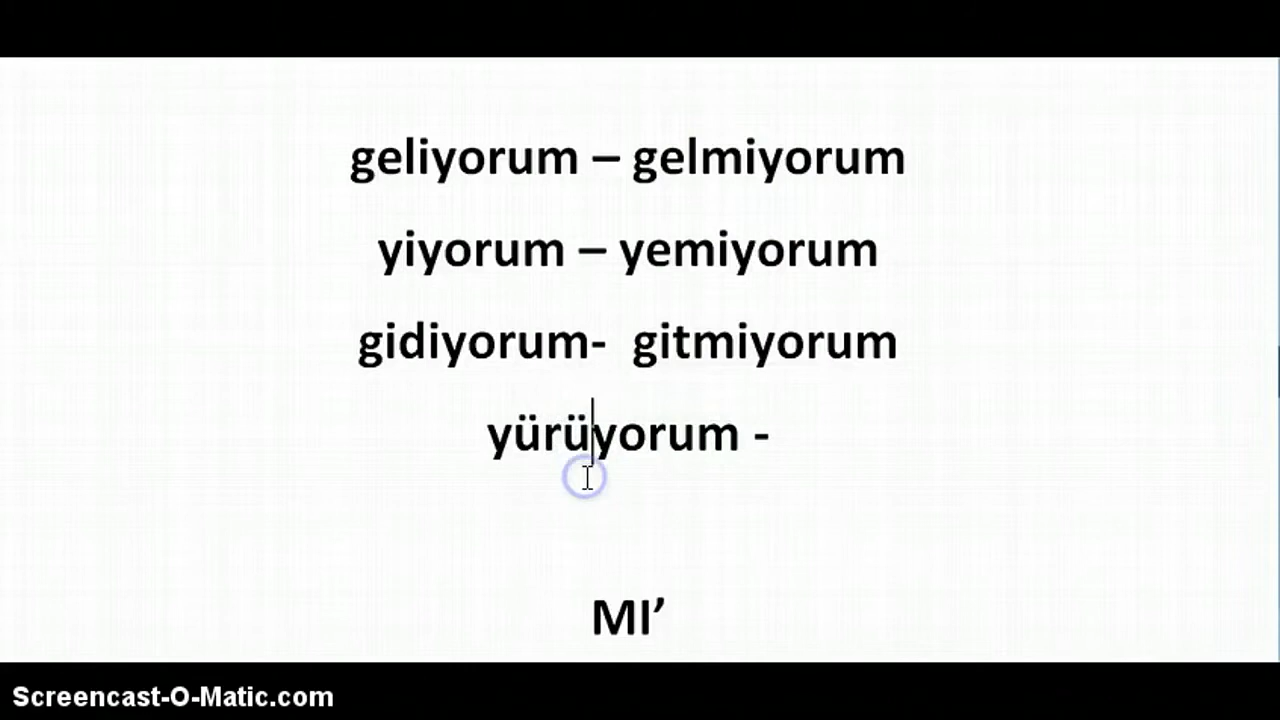 geliyorum – gelmiyorum
yiyorum – yemiyorum
gidiyorum- gitmiyorum
yürüyorum -
MI’
Screencast-O-Matic.com